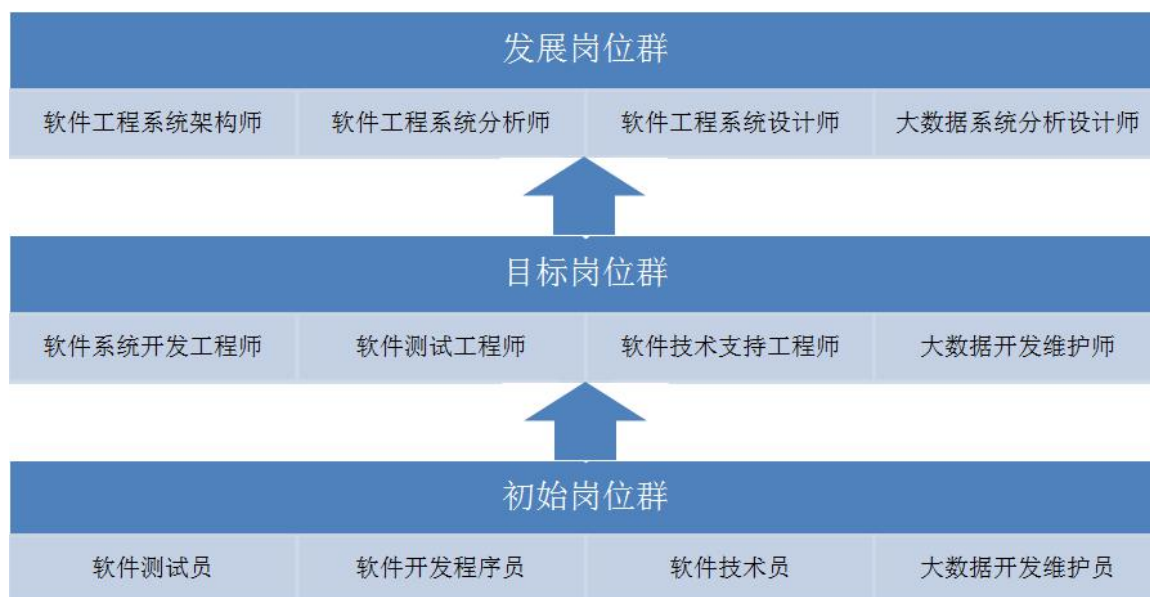 发展岗位群
软件工程系统架构师 软件工程系统分析师 软件工程系统设计师 大数据系统分析设计师
目标岗位群
软件系统开发工程师 软件测试工程师 软件技术支持工程师 大数据开发维护师
初始岗位群
软件测试员 软件开发程序员 软件技术员 大数据开发维护员